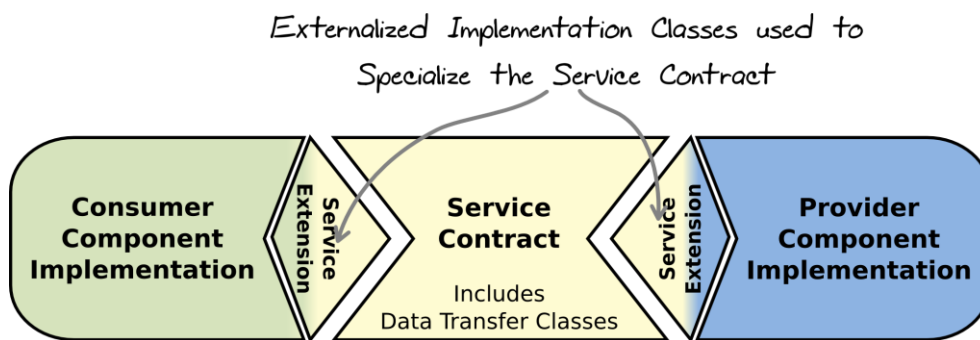 Externalized Implementation Classes used to
Specialize the Service Contract
Consumer
Component
Implementation
Service
Extension
Service
Contract
Includes
Data Transfer Classes
Service
Extension
Provider
Component
Implementation